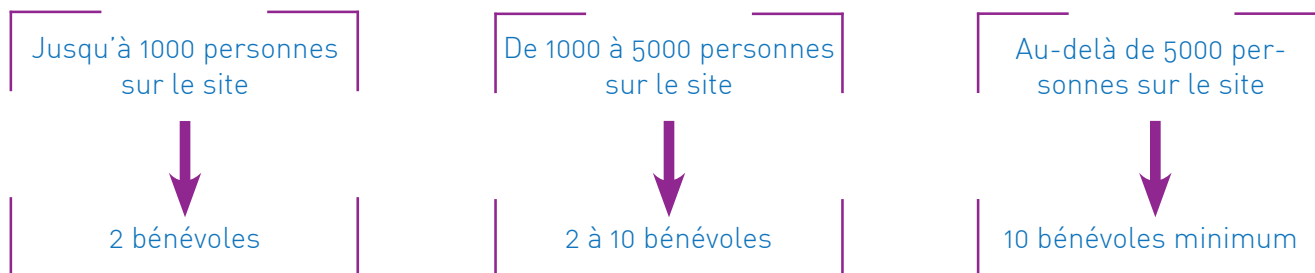 Jusqu'à 1000 personnes
sur le site
2 bénévoles
De 1000 à 5000 personnes
sur le site
2 à 10 bénévoles
Au-delà de 5000 per-
sonnes sur le site
10 bénévoles minimum